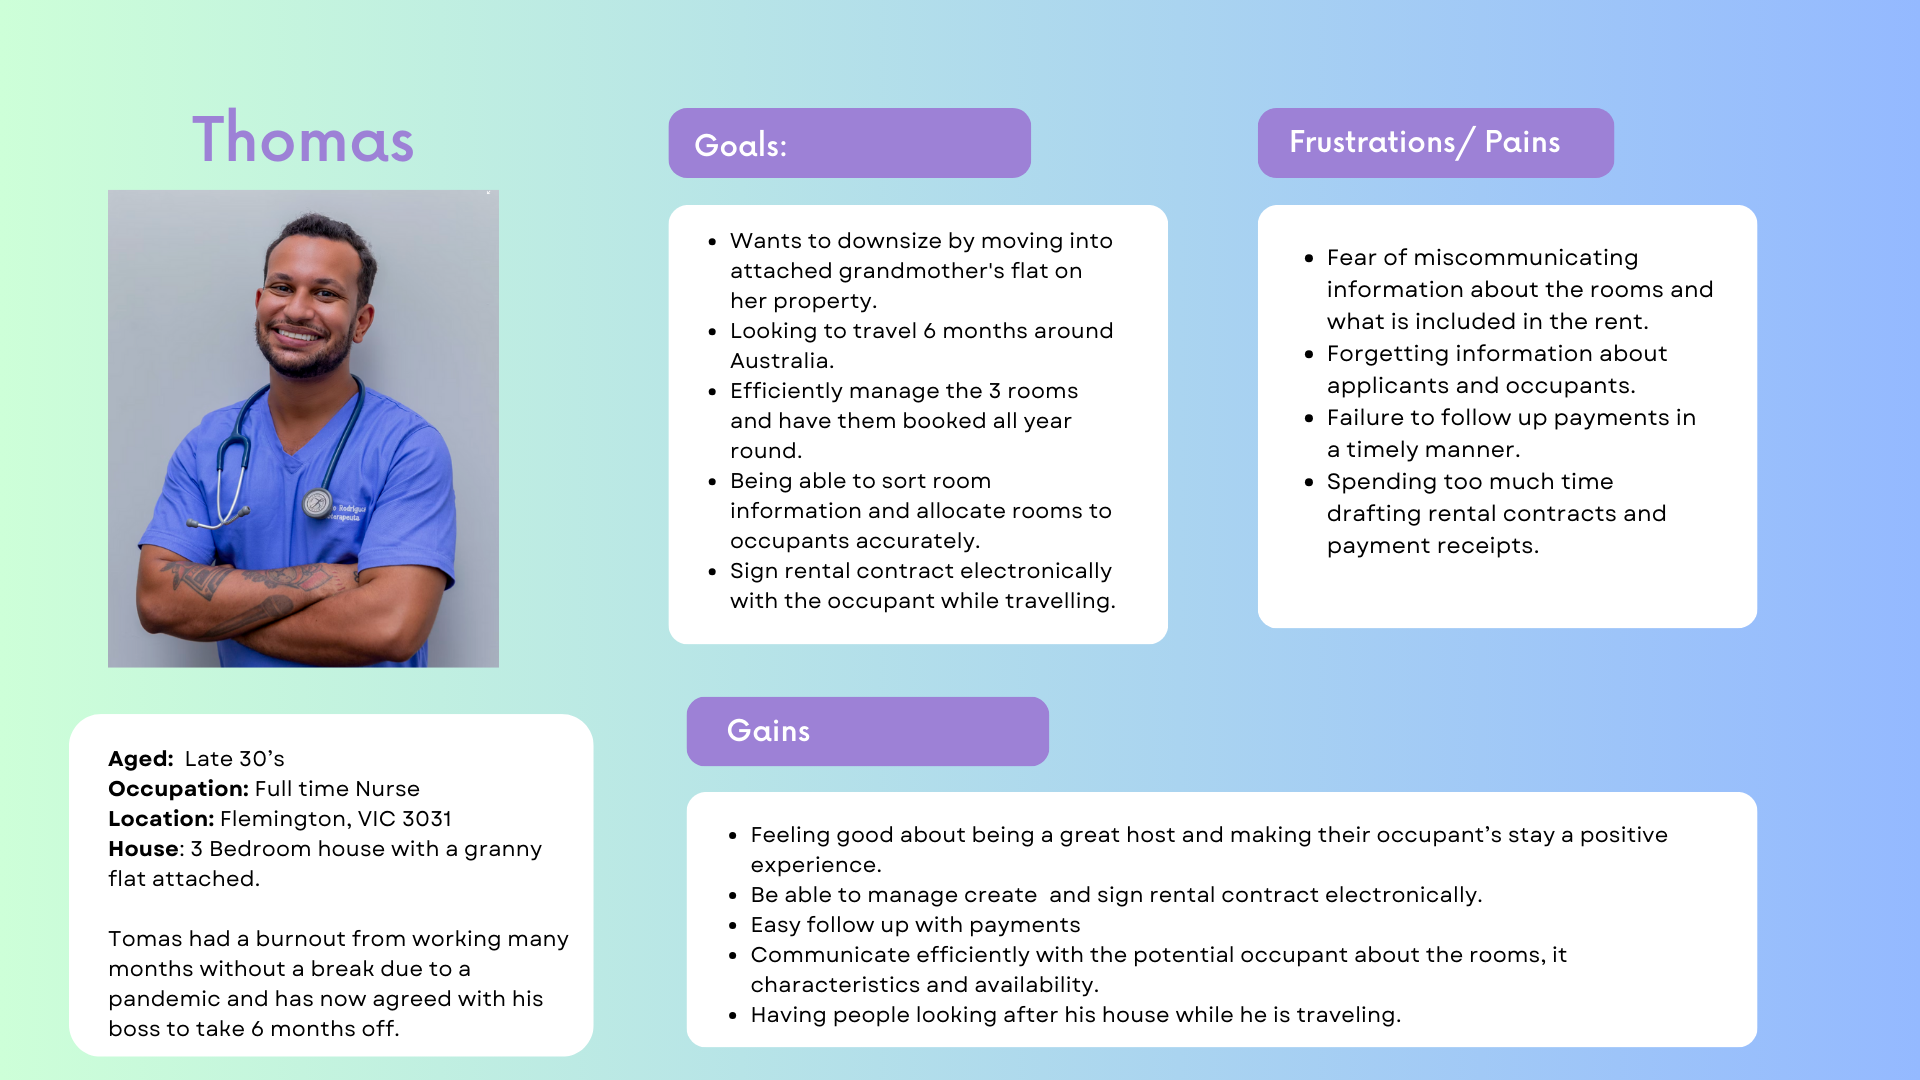 Thomas
Rodrigu
terapeuta
Aged:  Late 30’s
Occupation: Full time Nurse
Location: Flemington, VIC 3031
House: 3 Bedroom house with a granny
flat attached.
Tomas had a burnout from working many
months without a break due to a
pandemic and has now agreed with his
boss to take 6 months off.
Goals:
• Wants to downsize by moving into
attached grandmother's flat on
her property.
• Looking to travel 6 months around
Australia.
• Efficiently manage the 3 rooms
and have them booked all year
round.
• Being able to sort room
information and allocate rooms to
occupants accurately.
• Sign rental contract electronically
with the occupant while travelling.
Frustrations/ Pains
• Fear of miscommunicating
information about the rooms and
what is included in the rent.
• Forgetting information about
applicants and occupants.
• Failure to follow up payments in
a timely manner.
• Spending too much time
drafting rental contracts and
payment receipts.
Gains
• Feeling good about being a great host and making their occupant’s stay a positive
experience.
• Be able to manage create  and sign rental contract electronically.
• Easy follow up with payments
• Communicate efficiently with the potential occupant about the rooms, it
characteristics and availability.
• Having people looking after his house while he is traveling.